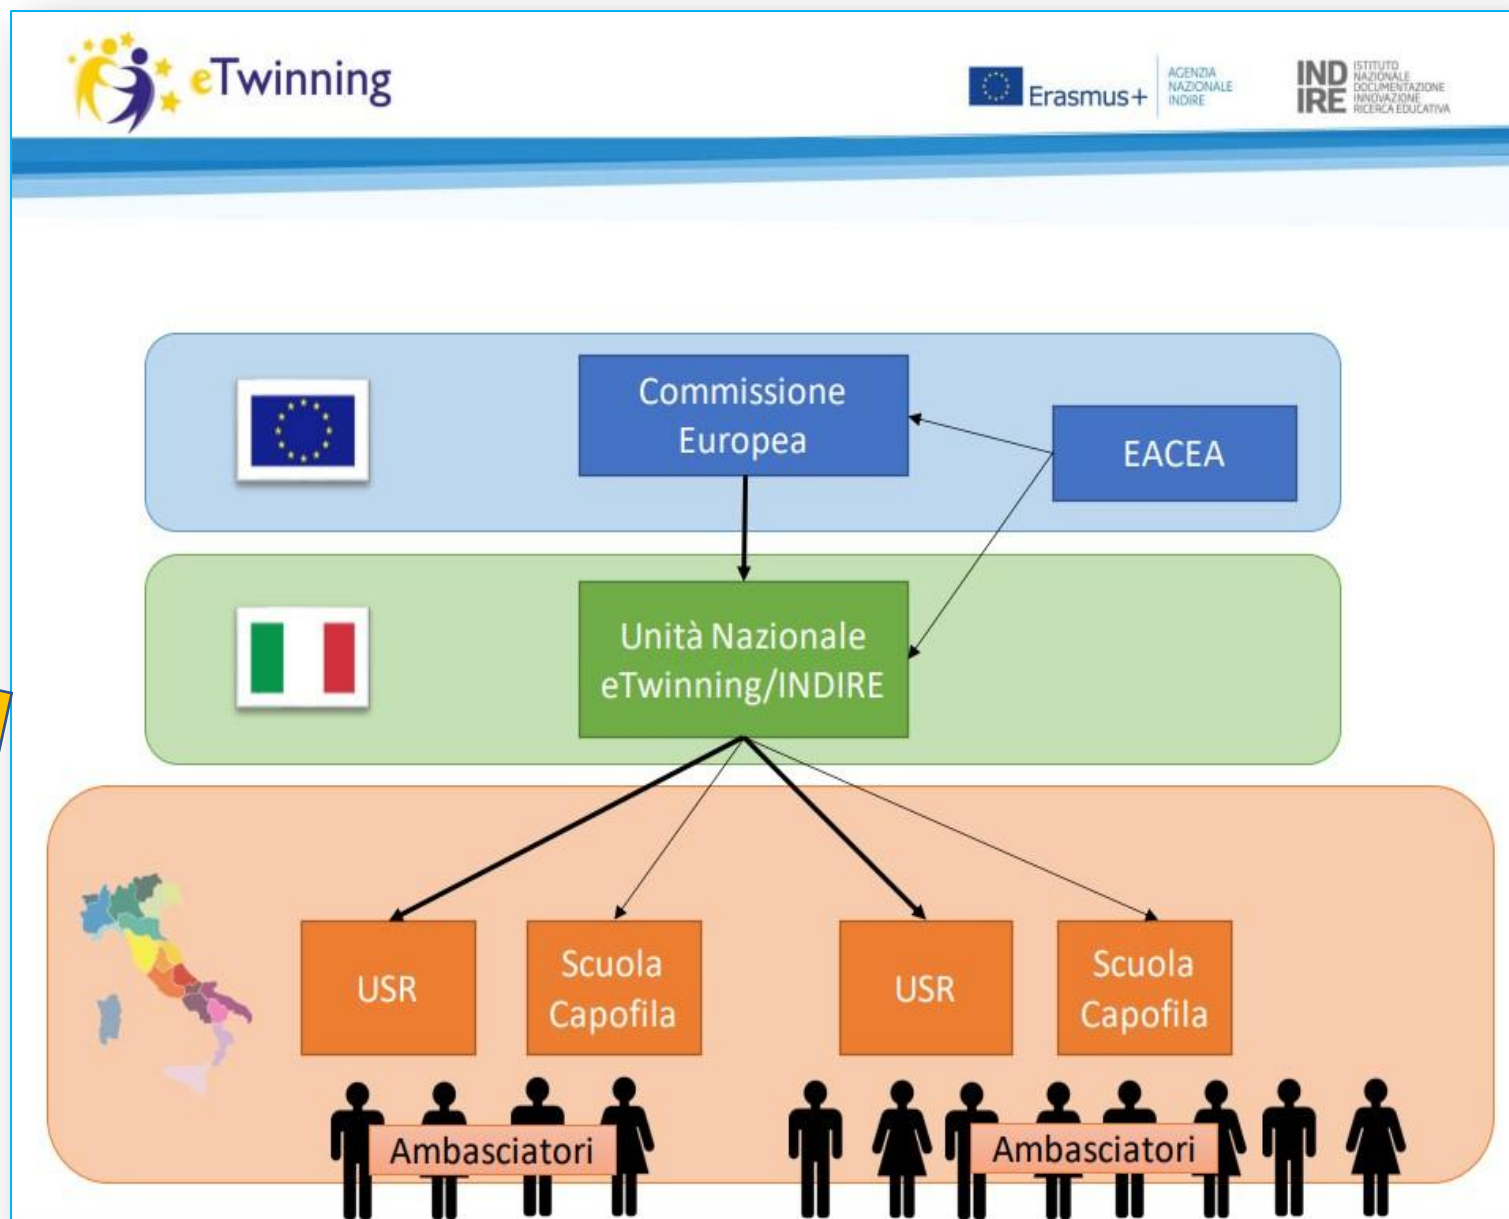 eTwinning
Erasmus+
AGENZIA
NAZIONALE
INDIRE
IND
IRE
ISTITUTO
NAZIONALE
DOCUMENTAZIONE
INNOVAZIONE
RICERCA EDUCATIVA
Commissione
Europea
EACEA
Unità Nazionale
eTwinning/INDIRE
USR
Scuola
Capofila
USR
Scuola
Capofila
Ambasciatori
Ambasciatori